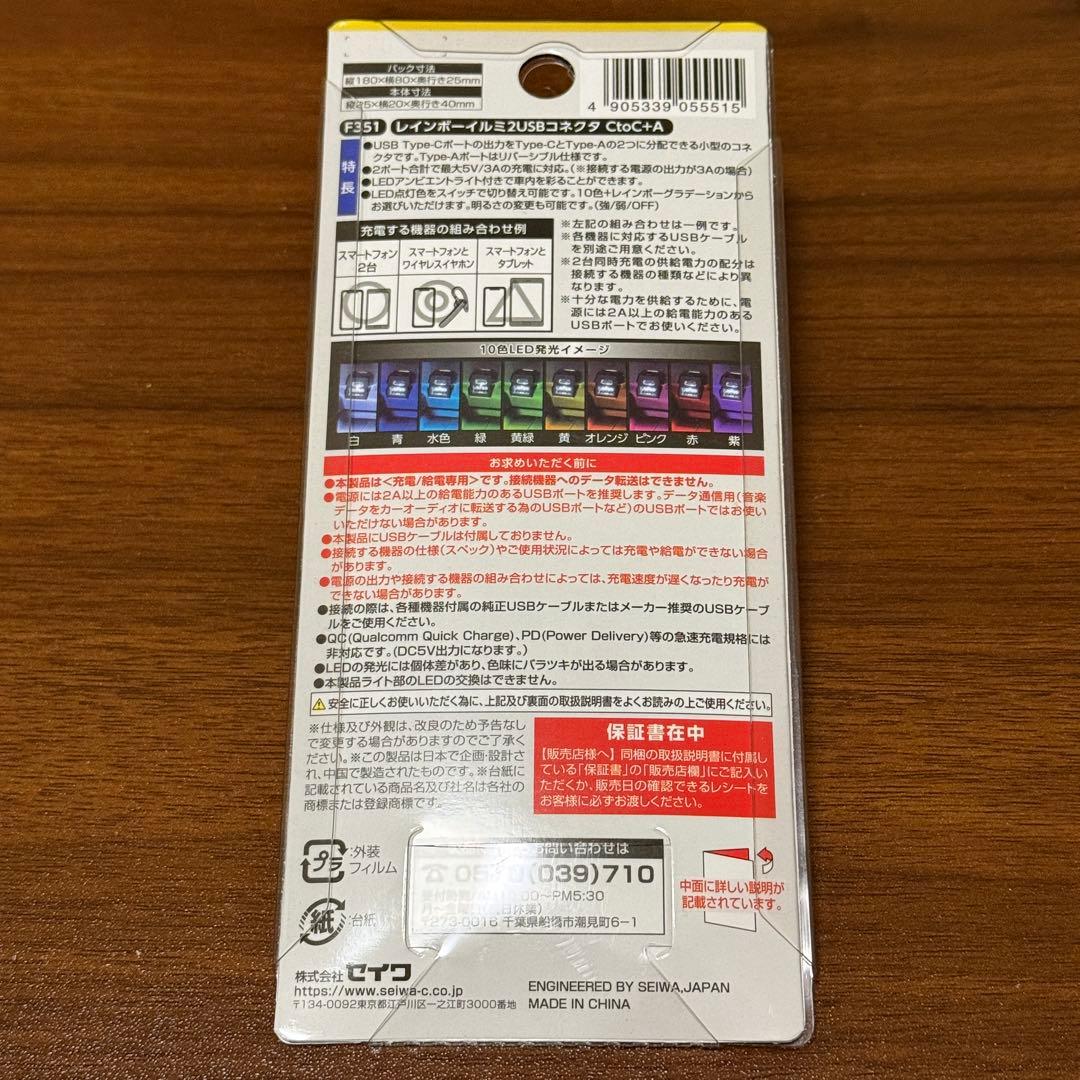 パック寸法
縦180×横80×奥行き25mm
本体寸法
縦25×横20×奥行き40mm
4 905339 055515
F351 レインボーイルミ2USBコネクタ CtoC+A
特長
●USB Type-Cポートの出力をType-CとType-Aの2つに分配できる小型のコネ
クタです。Type-Aポートはリバーシブル仕様です。
●2ポート合計で最大5V/3Aの充電に対応。(※接続する電源の出力が3Aの場合)
●LEDアンビエントライト付きで車内を彩ることができます。
●LED点灯色をスイッチで切り替え可能です。10色+レインボーグラデーションから
お選びいただけます。明るさの変更も可能です。(強/弱/OFF)
充電する機器の組み合わせ例
スマートフォン
2台
スマートフォンと
ワイヤレスイヤホン
スマートフォンと
タブレット
※左記の組み合わせは一例です。
※各機器に対応するUSBケーブル
を別途ご用意ください。
※2台同時充電の供給電力の配分は
接続する機器の種類などにより異
なります。
※十分な電力を供給するために、電
源には2A以上の給電能力のある
USBポートでお使いください。
10色LED発光イメージ
白 青 水色 緑 黄緑 黄 オレンジ ピンク 赤 紫
お求めいただく前に
●本製品は<充電/給電専用>です。接続機器へのデータ転送はできません。
●電源には2A以上の給電能力のあるUSBポートを推奨します。データ通信用(音楽
データをカーオーディオに転送する為のUSBポートなど)のUSBポートではお使い
いただけない場合があります。
●本製品にUSBケーブルは付属しておりません。
●接続する機器の仕様(スペック)やご使用状況によっては充電や給電ができない場合
があります。
●電源の出力や接続する機器の組み合わせによっては、充電速度が遅くなったり充電が
できない場合があります。
●接続の際は、各種機器付属の純正USBケーブルまたはメーカー推奨のUSBケーブ
ルをご使用ください。
●QC(Qualcomm Quick Charge)、PD(Power Delivery)等の急速充電規格には
非対応です。(DC5V出力になります。)
●LEDの発光には個体差があり、色味にバラツキが出る場合があります。
●本製品ライト部のLEDの交換はできません。
⚠安全に正しくお使いいただく為に、上記及び裏面の取扱説明書をよくお読みの上ご使用ください。
※仕様及び外観は、改良のため予告なし
で変更する場合がありますのでご了承く
ださい。※この製品は日本で企画・設計さ
れ、中国で製造されたものです。※台紙に
記載されている商品名及び社名は各社の
商標または登録商標です。
保証書在中
【販売店様へ】同梱の取扱説明書に付属し
ている「保証書」の「販売店欄」にご記入い
ただくか、販売日の確認できるレシートを
お客様に必ずお渡しください。
プラ :外装
フィルム
紙 :台紙
お問い合わせは
(039)710
00〜PM5:30
〒273-0016 千葉県船橋市潮見町6−1
中面に詳しい説明が
記載されています。
株式会社 セイワ
https://www.seiwa-c.co.jp
〒134-0092東京都江戸川区一之江町3000番地
ENGINEERED BY SEIWA,JAPAN
MADE IN CHINA